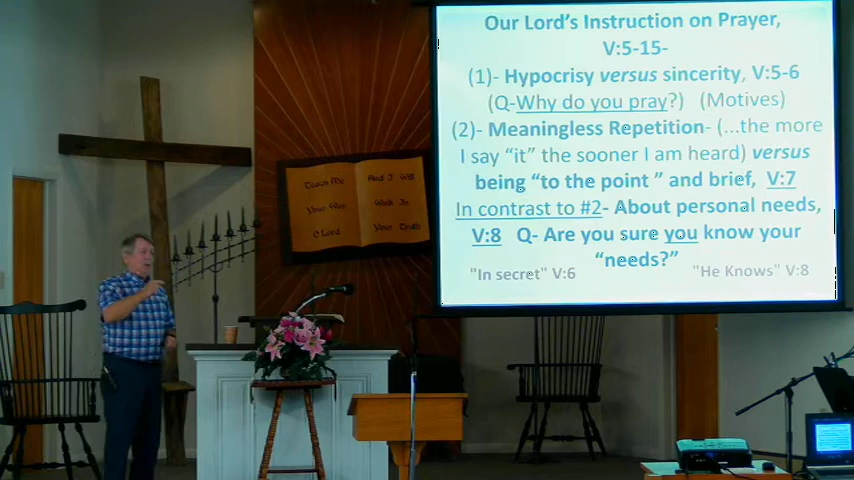 Our Lord's Instruction on Prayer,
V:5-15-
(1)- Hypocrisy versus sincerity, V:5-6
(Q-Why do you pray?) (Motives)
(2)- Meaningless Repetition- (...the more
I say "it" the sooner I am heard) versus
being "to the point " and brief, V:7
In contrast to #2- About personal needs,
V:8 Q- Are you sure you know your
"needs?"
"In secret" V:6 "He Knows" V:8
Teach Me
Your Way
O Lord
And I Will
Walk In
Your Truth